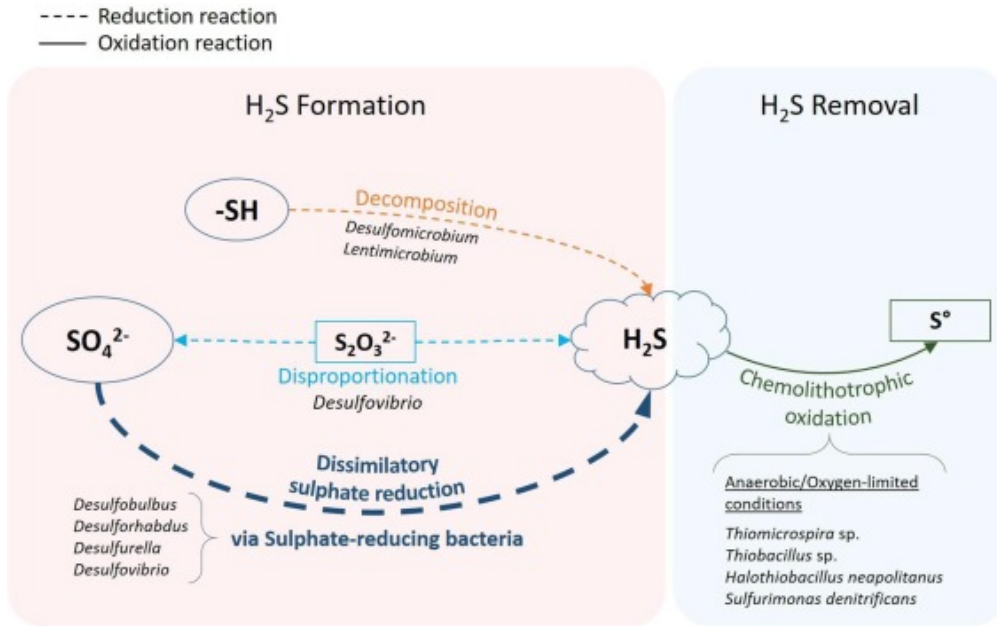 Reduction reaction
Oxidation reaction
H₂S Formation
H₂S Removal
-SH
Decomposition
Desulfomicrobium
Lentimicrobium
SO₄²⁻
S₂O₃²⁻
H₂S
S°
Disproportionation
Desulfovibrio
Chemolithotrophic
oxidation
Dissimilatory
sulphate reduction
Desulfobulbus
Desulforhabdus
Desulfurella
Desulfovibrio
via Sulphate-reducing bacteria
Anaerobic/Oxygen-limited
conditions
Thiomicrospira sp.
Thiobacillus sp.
Halothiobacillus neapolitanus
Sulfurimonas denitrificans